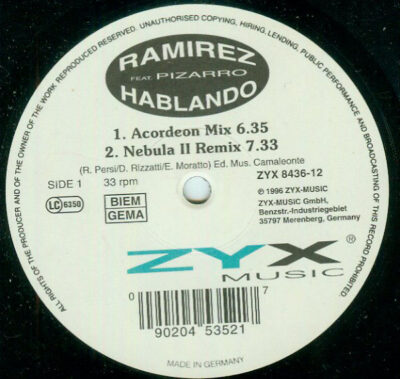 ALL RIGHTS OF THE PRODUCER AND OF THE OWNER OF THE WORK REPRODUCED RESERVED. UNAUTHORISED COPYING, HIRING, LENDING, PUBLIC PERFORMANCE AND BROADCASTING OF THIS RECORD PROHIBITED.
RAMIREZ
FEAT. PIZARRO
HABLANDO
1. Acordeon Mix 6.35
2. Nebula II Remix 7.33
(R. Persi/D. Rizzatti/E. Moratto) Ed. Mus. Camaleonte
SIDE 1 33 rpm
ZYX 8436-12
LC 6350
BIEM
GEMA
℗ 1996 ZYX-MUSIC
ZYX-MUSIC GmbH,
Benzstr.-Industriegebiet
35797 Merenberg, Germany
ZYX®
MUSIC
0 90204 53521 7
MADE IN GERMANY